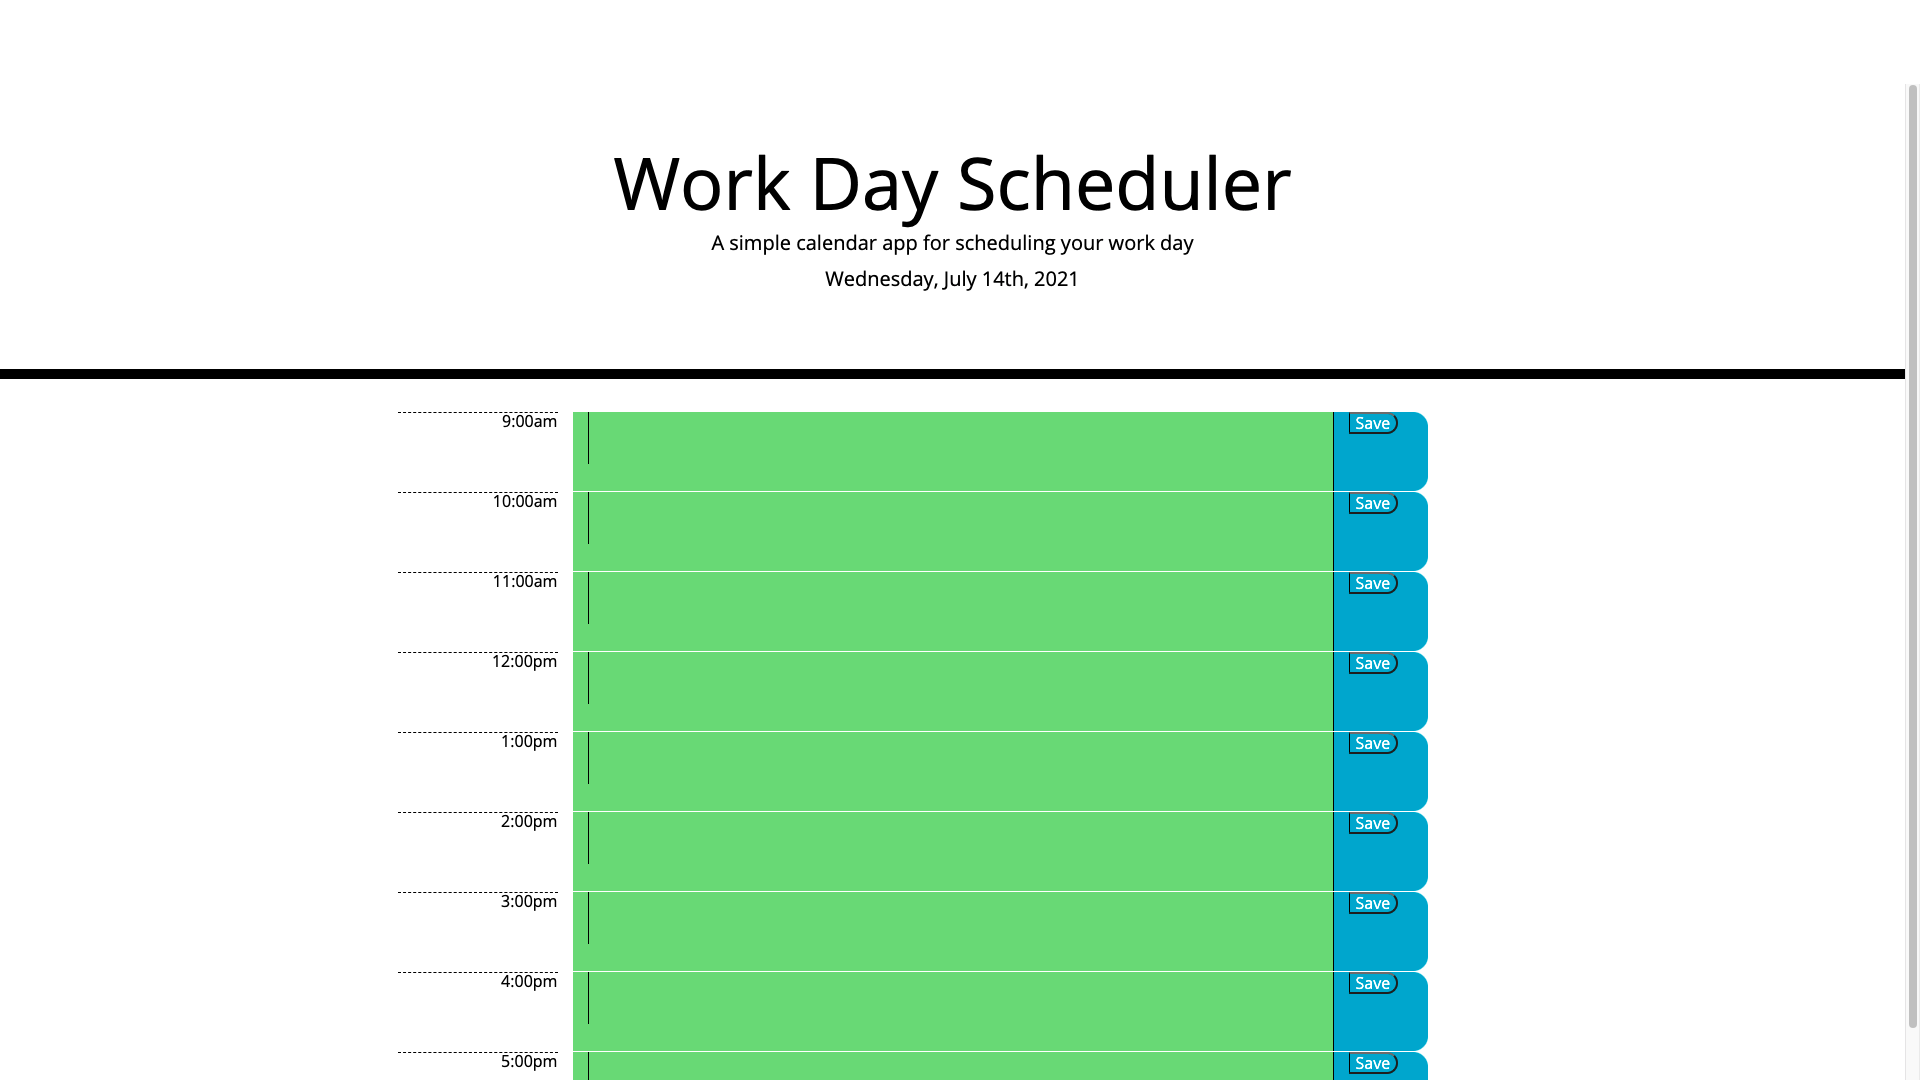 Work Day Scheduler
A simple calendar app for scheduling your work day
Wednesday, July 14th, 2021
9:00am Save
10:00am Save
11:00am Save
12:00pm Save
1:00pm Save
2:00pm Save
3:00pm Save
4:00pm Save
5:00pm Save